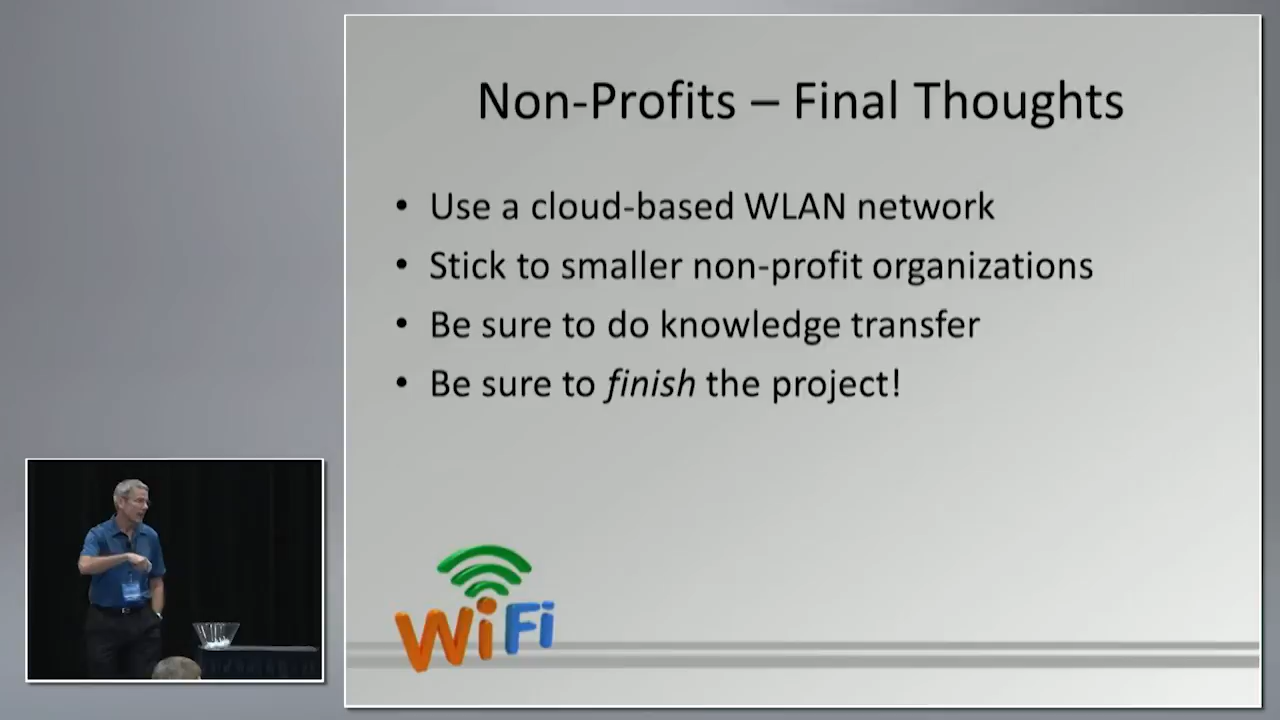 Non-Profits – Final Thoughts
• Use a cloud-based WLAN network
• Stick to smaller non-profit organizations
• Be sure to do knowledge transfer
• Be sure to finish the project!
WiFi